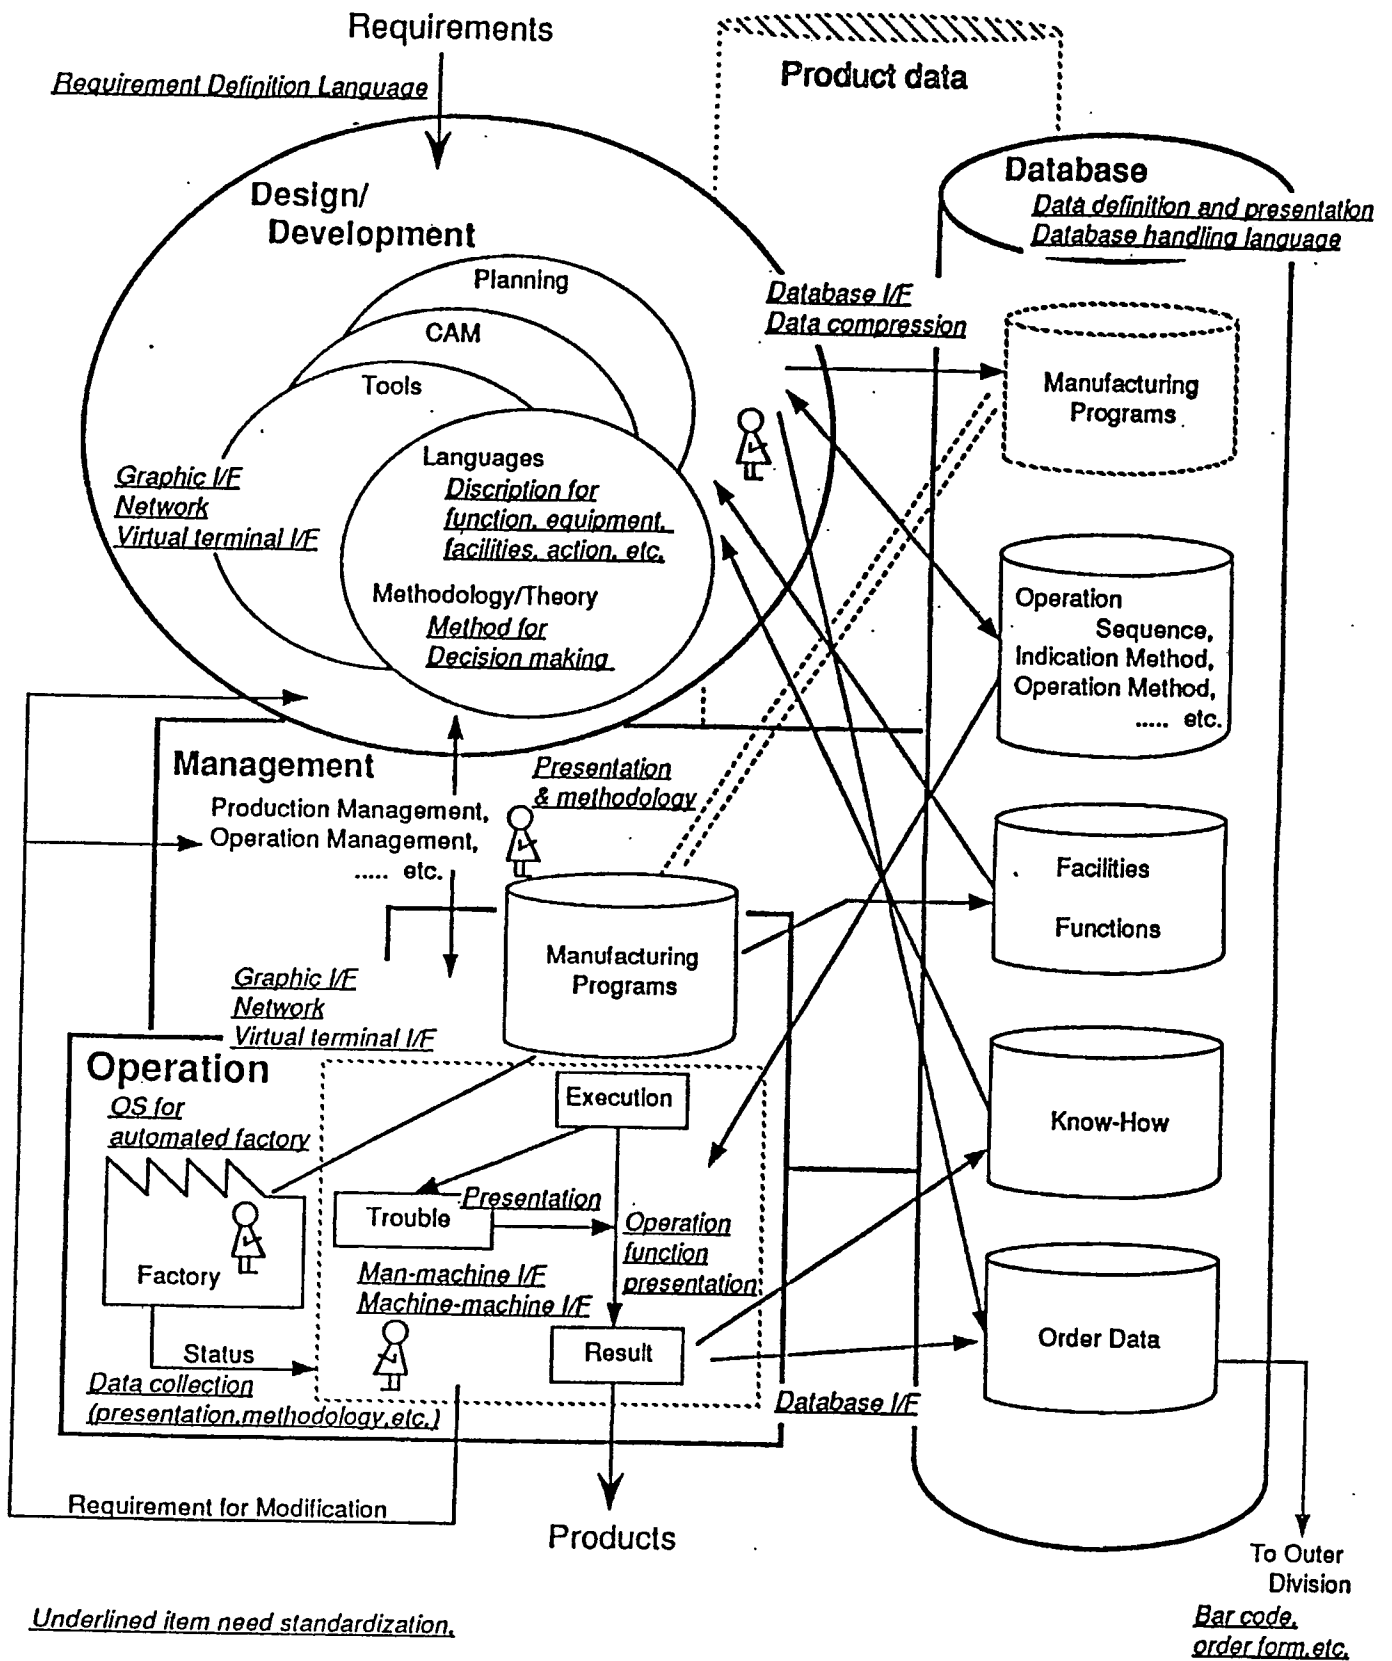 Requirements
Requirement Definition Language
Product data
Design/
Development
Planning
CAM
Tools
Graphic I/F
Network
Virtual terminal I/F
Languages
Discription for
function, equipment,
facilities, action, etc.
Methodology/Theory
Method for
Decision making
Database
Data definition and presentation
Database handling language
Database I/F
Data compression
Manufacturing
Programs
Operation
Sequence,
Indication Method,
Operation Method,
..... etc.
Facilities
Functions
Know-How
Order Data
Management
Production Management,
Operation Management,
..... etc.
Presentation
& methodology
Manufacturing
Programs
Graphic I/F
Network
Virtual terminal I/F
Operation
OS for
automated factory
Factory
Status
Data collection
(presentation,methodology,etc.)
Execution
Trouble
Presentation
Operation
function
presentation
Man-machine I/F
Machine-machine I/F
Result
Database I/F
Requirement for Modification
Products
To Outer
Division
Bar code,
order form,etc.
Underlined item need standardization.